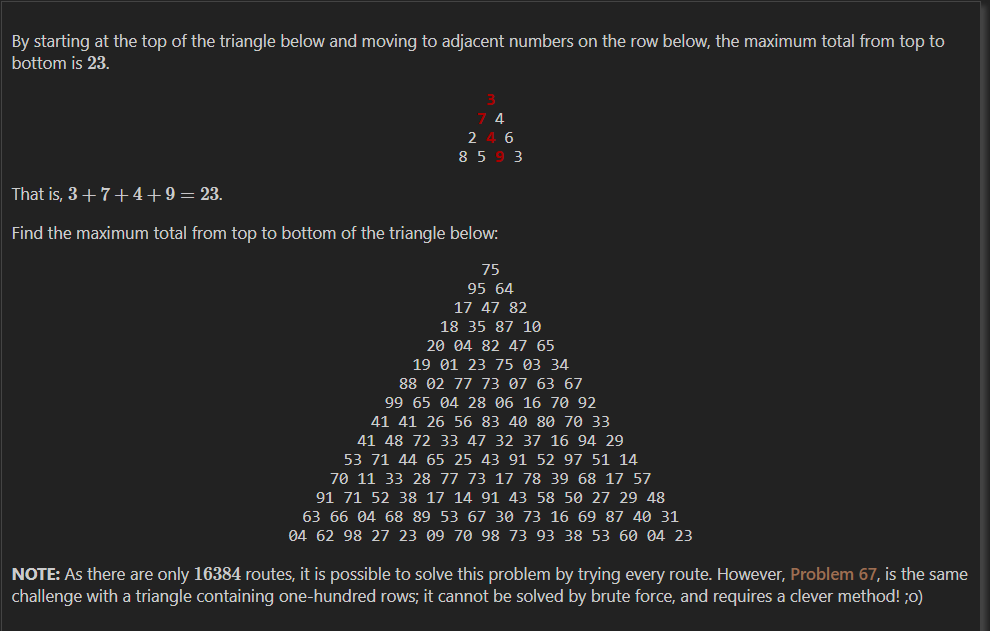 By starting at the top of the triangle below and moving to adjacent numbers on the row below, the maximum total from top to
bottom is 23.
3
7 4
2 4 6
8 5 9 3
That is, 3 + 7 + 4 + 9 = 23.
Find the maximum total from top to bottom of the triangle below:
75
95 64
17 47 82
18 35 87 10
20 04 82 47 65
19 01 23 75 03 34
88 02 77 73 07 63 67
99 65 04 28 06 16 70 92
41 41 26 56 83 40 80 70 33
41 48 72 33 47 32 37 16 94 29
53 71 44 65 25 43 91 52 97 51 14
70 11 33 28 77 73 17 78 39 68 17 57
91 71 52 38 17 14 91 43 58 50 27 29 48
63 66 04 68 89 53 67 30 73 16 69 87 40 31
04 62 98 27 23 09 70 98 73 93 38 53 60 04 23
NOTE: As there are only 16384 routes, it is possible to solve this problem by trying every route. However, Problem 67, is the same
challenge with a triangle containing one-hundred rows; it cannot be solved by brute force, and requires a clever method! ;o)